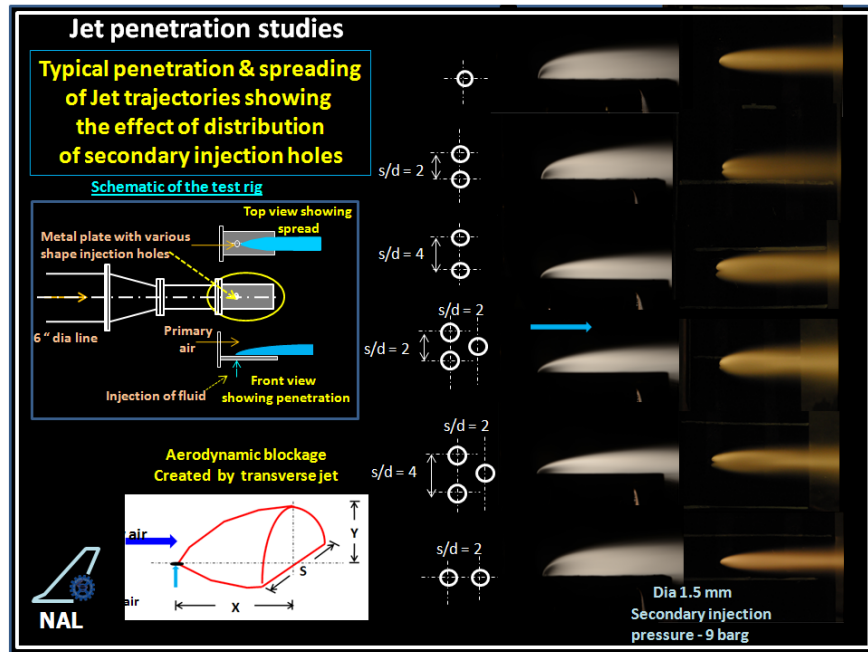 Jet penetration studies
Typical penetration & spreading
of Jet trajectories showing
the effect of distribution
of secondary injection holes
Schematic of the test rig
Top view showing
spread
Metal plate with various
shape injection holes
6 “ dia line
Primary
air
Injection of fluid
Front view
showing penetration
Aerodynamic blockage
Created by transverse jet
air
Y
S
X
air
NAL
s/d = 2
s/d = 4
s/d = 2
s/d = 2
s/d = 2
s/d = 4
s/d = 2
Dia 1.5 mm
Secondary injection
pressure - 9 barg